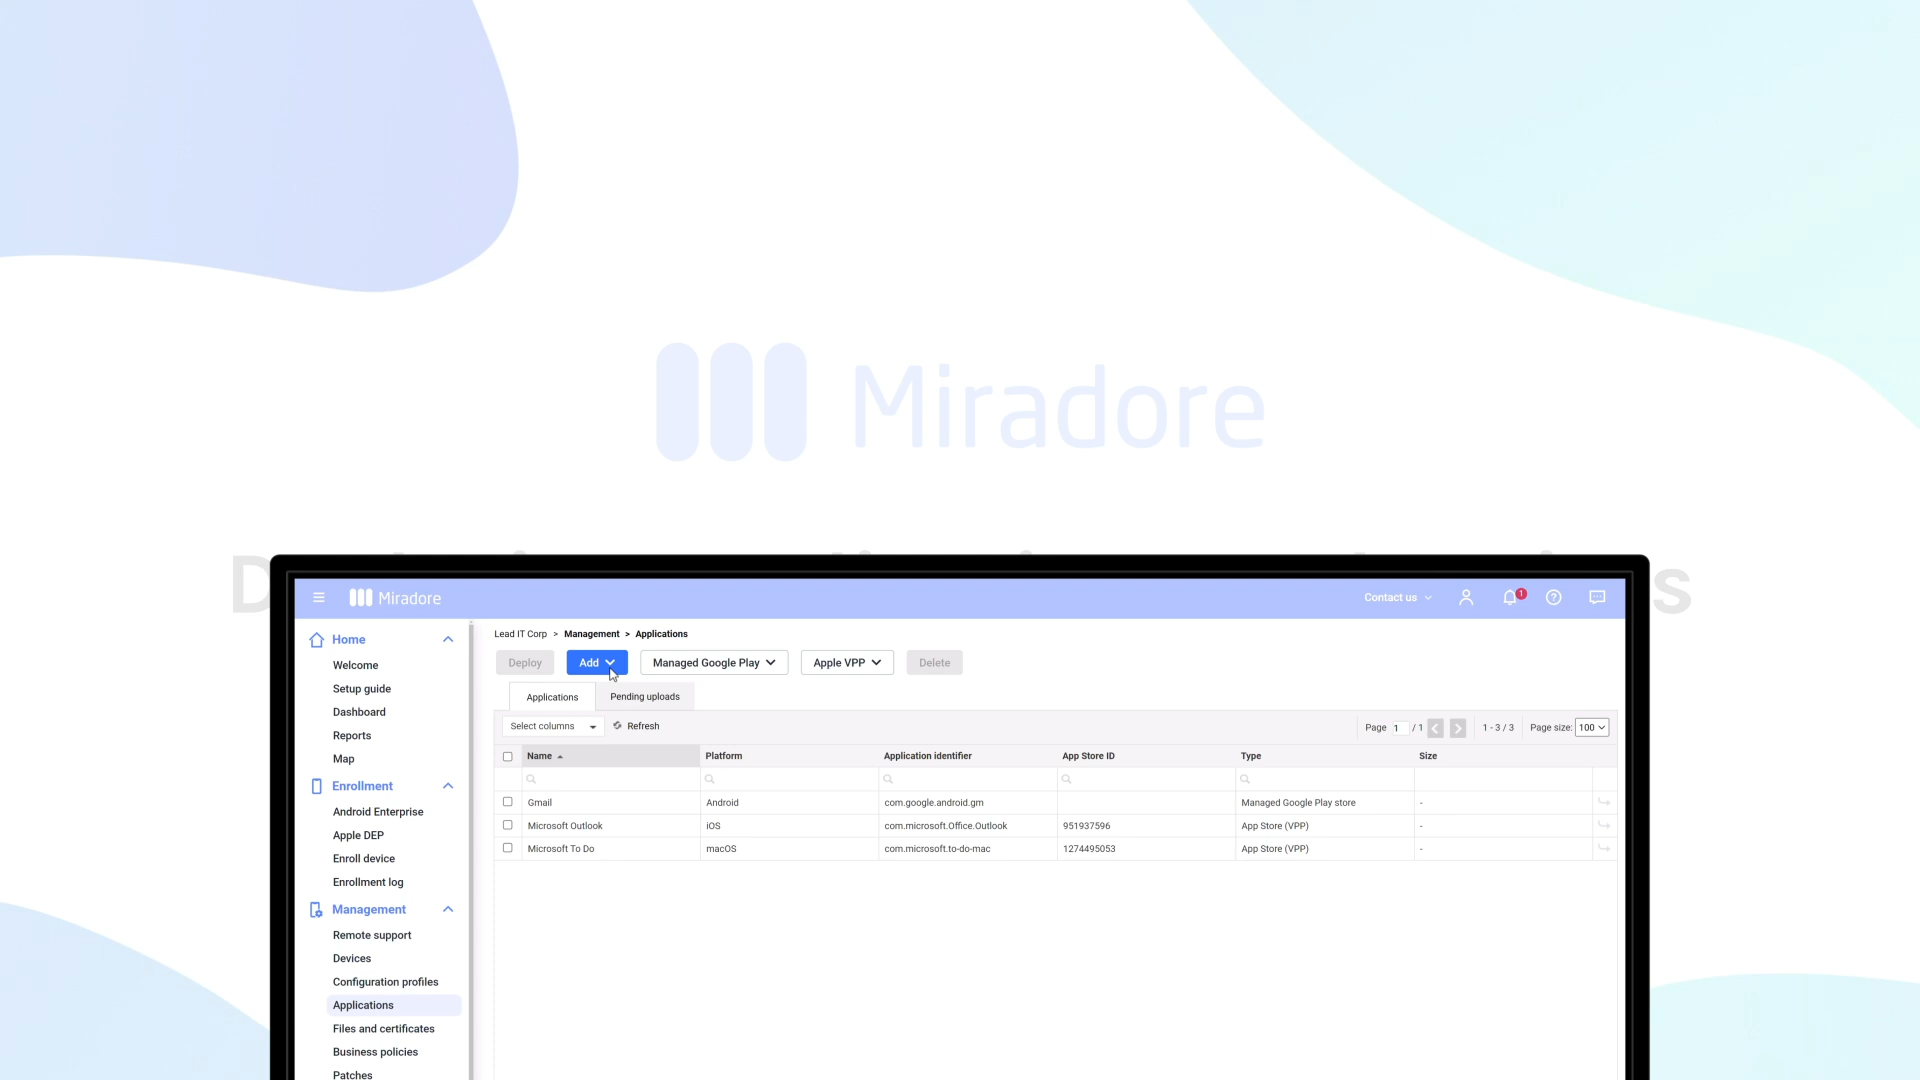 Miradore
Miradore
Contact us
1
Home
Welcome
Setup guide
Dashboard
Reports
Map
Enrollment
Android Enterprise
Apple DEP
Enroll device
Enrollment log
Management
Remote support
Devices
Configuration profiles
Applications
Files and certificates
Business policies
Patches
Lead IT Corp > Management > Applications
Deploy Add Managed Google Play Apple VPP Delete
Applications Pending uploads
Select columns Refresh Page 1 / 1 1 - 3 / 3 Page size: 100
Name Platform Application identifier App Store ID Type Size
Gmail Android com.google.android.gm Managed Google Play store -
Microsoft Outlook iOS com.microsoft.Office.Outlook 951937596 App Store (VPP) -
Microsoft To Do macOS com.microsoft.to-do-mac 1274495053 App Store (VPP) -